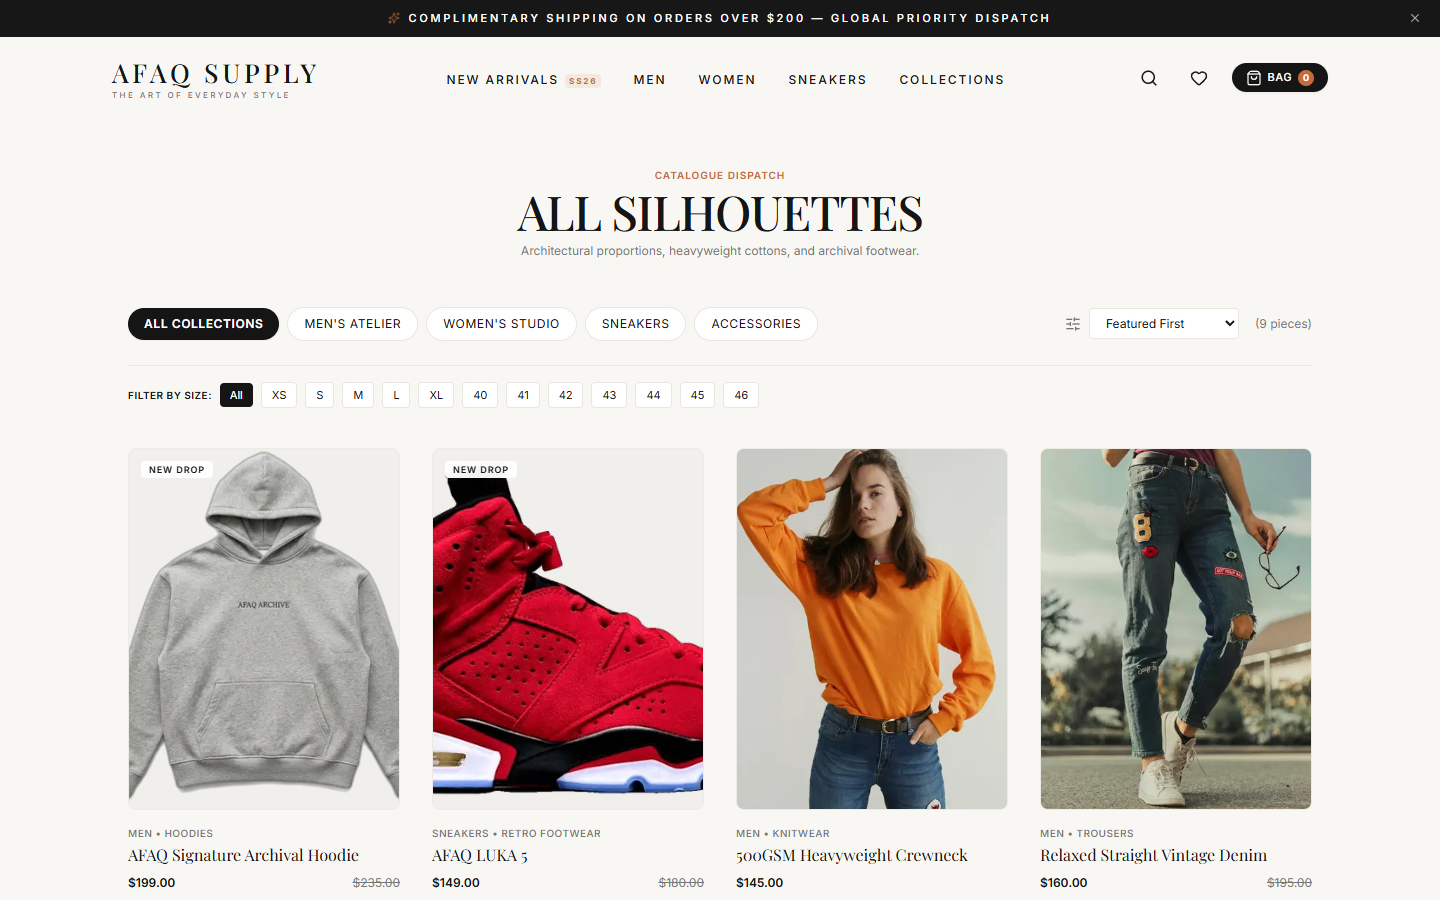 COMPLIMENTARY SHIPPING ON ORDERS OVER $200 — GLOBAL PRIORITY DISPATCH
AFAQ SUPPLY
THE ART OF EVERYDAY STYLE
NEW ARRIVALS SS26 MEN WOMEN SNEAKERS COLLECTIONS
BAG 0
CATALOGUE DISPATCH
ALL SILHOUETTES
Architectural proportions, heavyweight cottons, and archival footwear.
ALL COLLECTIONS MEN'S ATELIER WOMEN'S STUDIO SNEAKERS ACCESSORIES Featured First (9 pieces)
FILTER BY SIZE: All XS S M L XL 40 41 42 43 44 45 46
NEW DROP
AFAQ ARCHIVE
NEW DROP
8
MEN • HOODIES
AFAQ Signature Archival Hoodie
$199.00 $235.00
SNEAKERS • RETRO FOOTWEAR
AFAQ LUKA 5
$149.00 $180.00
MEN • KNITWEAR
500GSM Heavyweight Crewneck
$145.00
MEN • TROUSERS
Relaxed Straight Vintage Denim
$160.00 $195.00